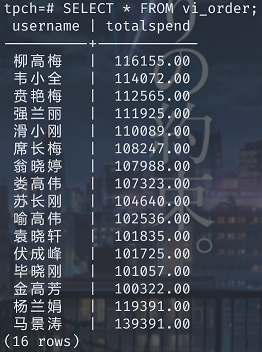 tpch=# SELECT * FROM vi_order;
username | totalspend
----------+------------
柳高梅 | 116155.00
韦小全 | 114072.00
贲艳梅 | 112565.00
强兰丽 | 111925.00
滑小刚 | 110089.00
席长梅 | 108247.00
翁晓婷 | 107988.00
娄高伟 | 107323.00
苏长刚 | 104640.00
喻高伟 | 102536.00
袁晓轩 | 101835.00
伏成峰 | 101725.00
毕晓刚 | 101057.00
金高芳 | 100322.00
杨兰娟 | 119391.00
马景涛 | 139391.00
(16 rows)
の約束。